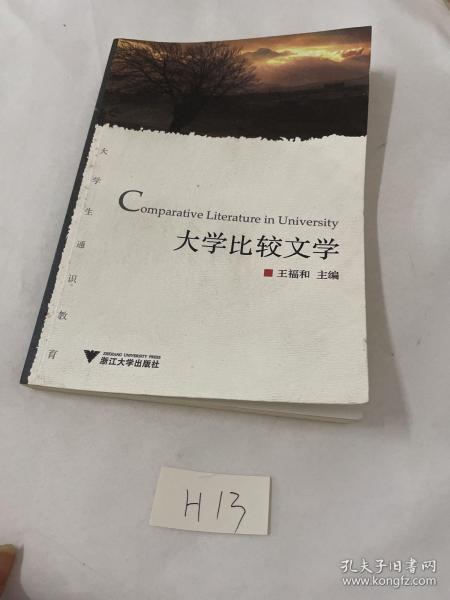 Comparative Literature in University
大学比较文学
王福和 主编
大学生通识教育
ZHEJIANG UNIVERSITY PRESS
浙江大学出版社
H13
孔夫子旧书网
www.kongfz.com